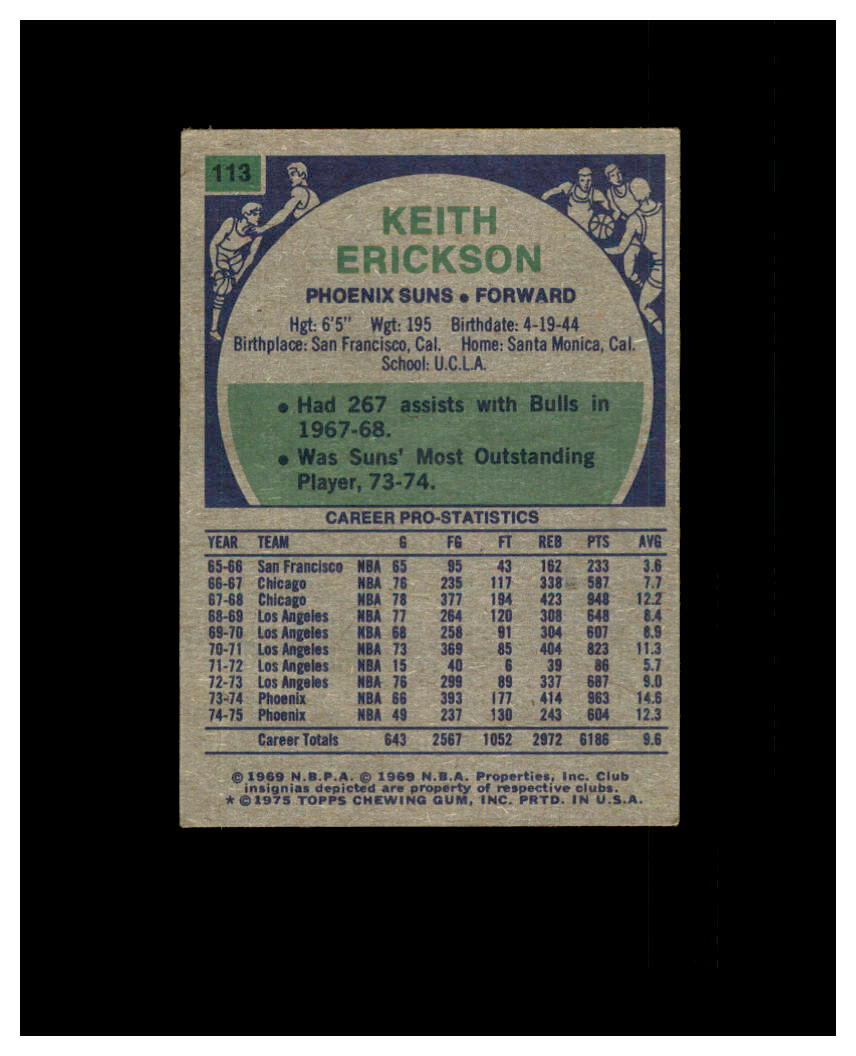 113
KEITH
ERICKSON
PHOENIX SUNS • FORWARD
Hgt: 6'5" Wgt: 195 Birthdate: 4-19-44
Birthplace: San Francisco, Cal. Home: Santa Monica, Cal.
School: U.C.L.A.
• Had 267 assists with Bulls in
1967-68.
• Was Suns' Most Outstanding
Player, 73-74.
CAREER PRO-STATISTICS
YEAR TEAM G FG FT REB PTS AVG
65-66 San Francisco NBA 65 95 43 162 233 3.6
66-67 Chicago NBA 76 235 117 338 587 7.7
67-68 Chicago NBA 78 377 194 423 948 12.2
68-69 Los Angeles NBA 77 264 120 308 648 8.4
69-70 Los Angeles NBA 68 258 91 304 607 8.9
70-71 Los Angeles NBA 73 369 85 404 823 11.3
71-72 Los Angeles NBA 15 40 6 39 86 5.7
72-73 Los Angeles NBA 76 299 89 337 687 9.0
73-74 Phoenix NBA 66 393 177 414 963 14.6
74-75 Phoenix NBA 49 237 130 243 604 12.3
Career Totals 643 2567 1052 2972 6186 9.6
© 1969 N.B.P.A. © 1969 N.B.A. Properties, Inc. Club
insignias depicted are property of respective clubs.
* © 1975 TOPPS CHEWING GUM, INC. PRTD. IN U.S.A.